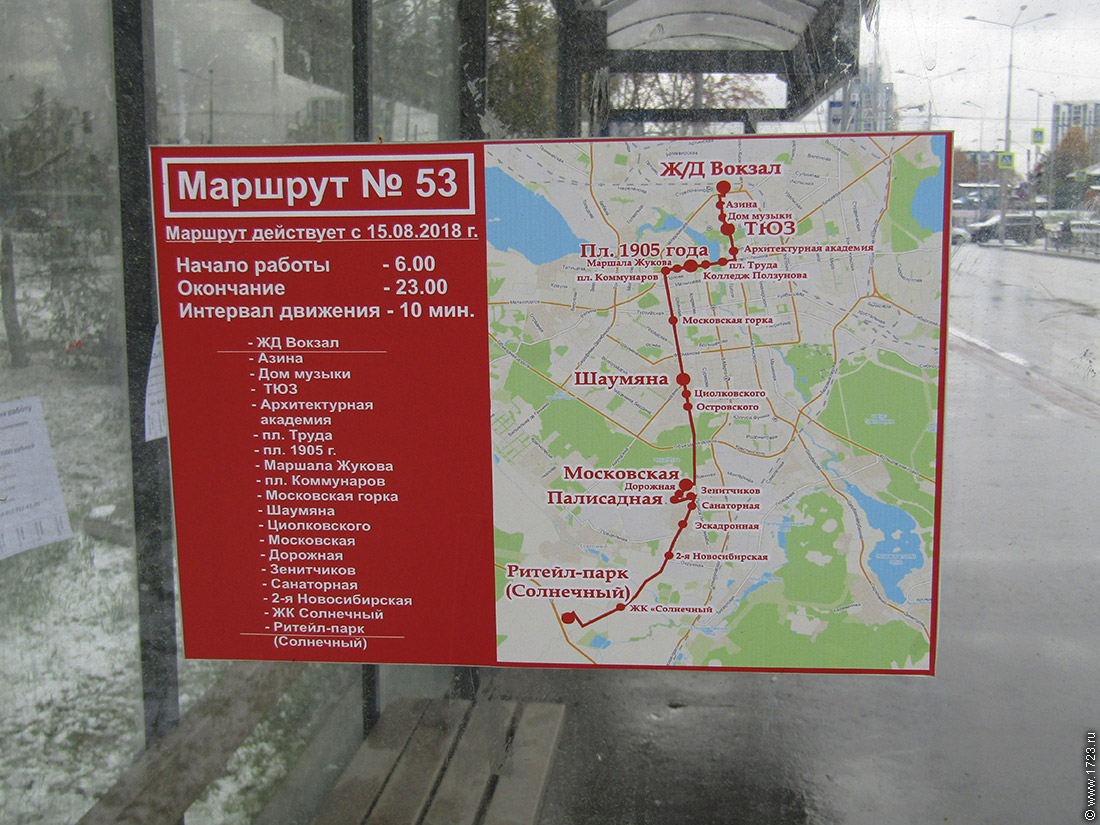 Маршрут № 53
Маршрут действует с 15.08.2018 г.
Начало работы - 6.00
Окончание - 23.00
Интервал движения - 10 мин.
- ЖД Вокзал
- Азина
- Дом музыки
- ТЮЗ
- Архитектурная
академия
- пл. Труда
- пл. 1905 г.
- Маршала Жукова
- пл. Коммунаров
- Московская горка
- Шаумяна
- Циолковского
- Московская
- Дорожная
- Зенитчиков
- Санаторная
- 2-я Новосибирская
- ЖК Солнечный
- Ритейл-парк
(Солнечный)
Ж/Д Вокзал
Азина
Дом музыки
ТЮЗ
Архитектурная академия
Пл. 1905 года
Маршала Жукова
пл. Труда
пл. Коммунаров
Колледж Ползунова
Московская горка
Шаумяна
Циолковского
Островского
Московская
Дорожная
Зенитчиков
Палисадная
Санаторная
Эскадронная
2-я Новосибирская
Ритейл-парк
(Солнечный)
ЖК «Солнечный
© www.1723.ru